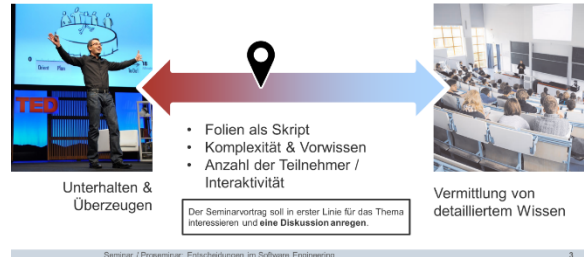 TED
• Folien als Skript
• Komplexität & Vorwissen
• Anzahl der Teilnehmer /
Interaktivität
Unterhalten &
Überzeugen
Der Seminarvortrag soll in erster Linie für das Thema
interessieren und eine Diskussion anregen.
Vermittlung von
detailliertem Wissen
Seminar / Proseminar: Entscheidungen im Software Engineering
3